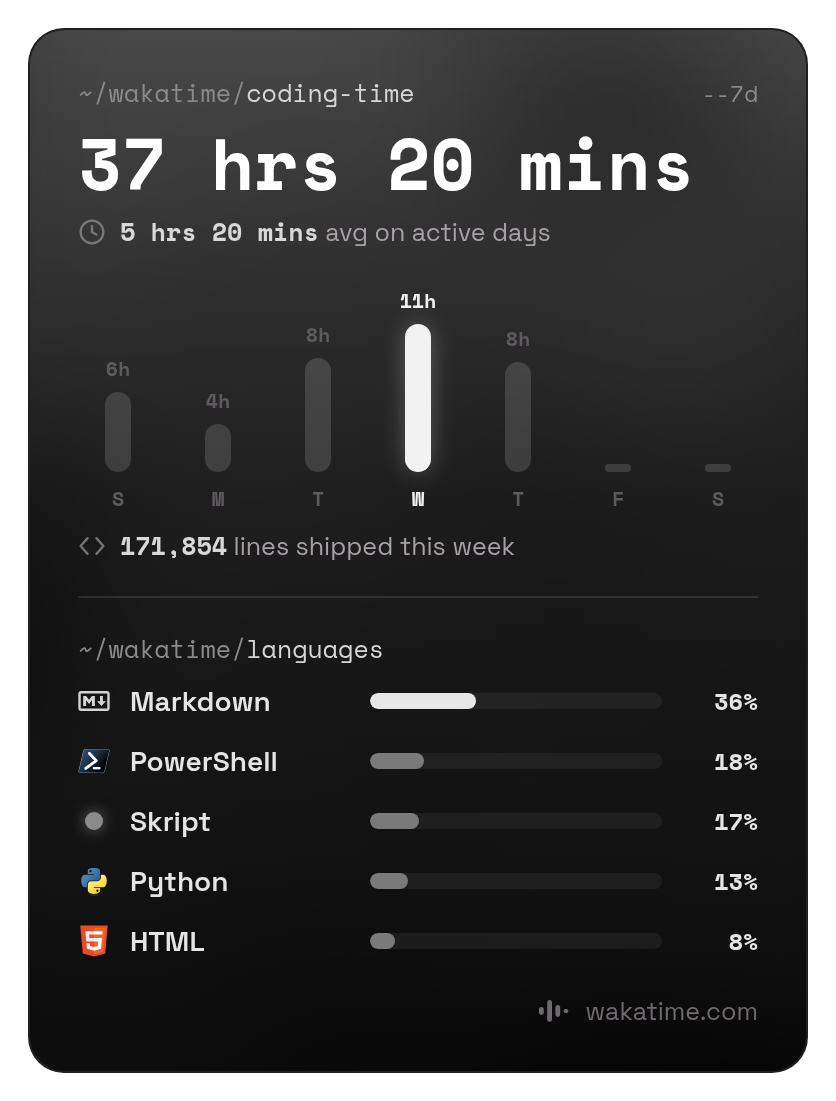 ~/wakatime/coding-time --7d
37 hrs 20 mins
5 hrs 20 mins avg on active days
6h 4h 8h 11h 8h
S M T W T F S
171,854 lines shipped this week
~/wakatime/languages
Markdown 36%
PowerShell 18%
Skript 17%
Python 13%
HTML 8%
wakatime.com